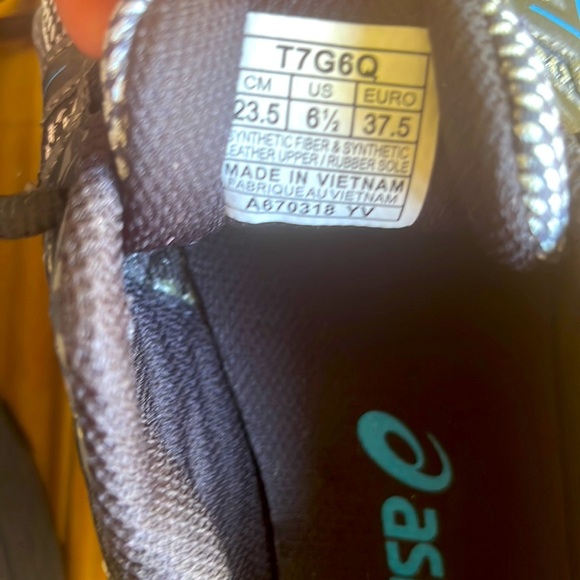 T7G6Q
CM US EURO
23.5 6½ 37.5
SYNTHETIC FIBER & SYNTHETIC
LEATHER UPPER / RUBBER SOLE
MADE IN VIETNAM
FABRIQUE AU VIETNAM
A670318 YV
as